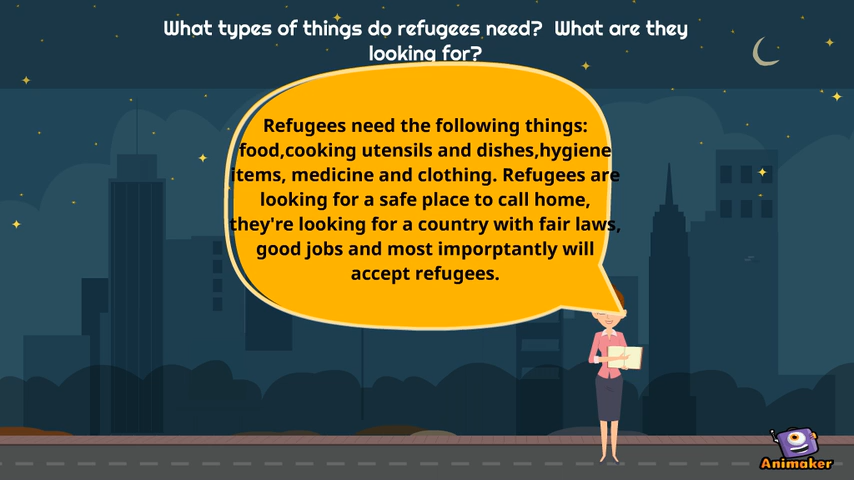 What types of things do refugees need?  What are they
looking for?
Refugees need the following things:
food,cooking utensils and dishes,hygiene
items, medicine and clothing. Refugees are
looking for a safe place to call home,
they're looking for a country with fair laws,
good jobs and most imporptantly will
accept refugees.
Animaker